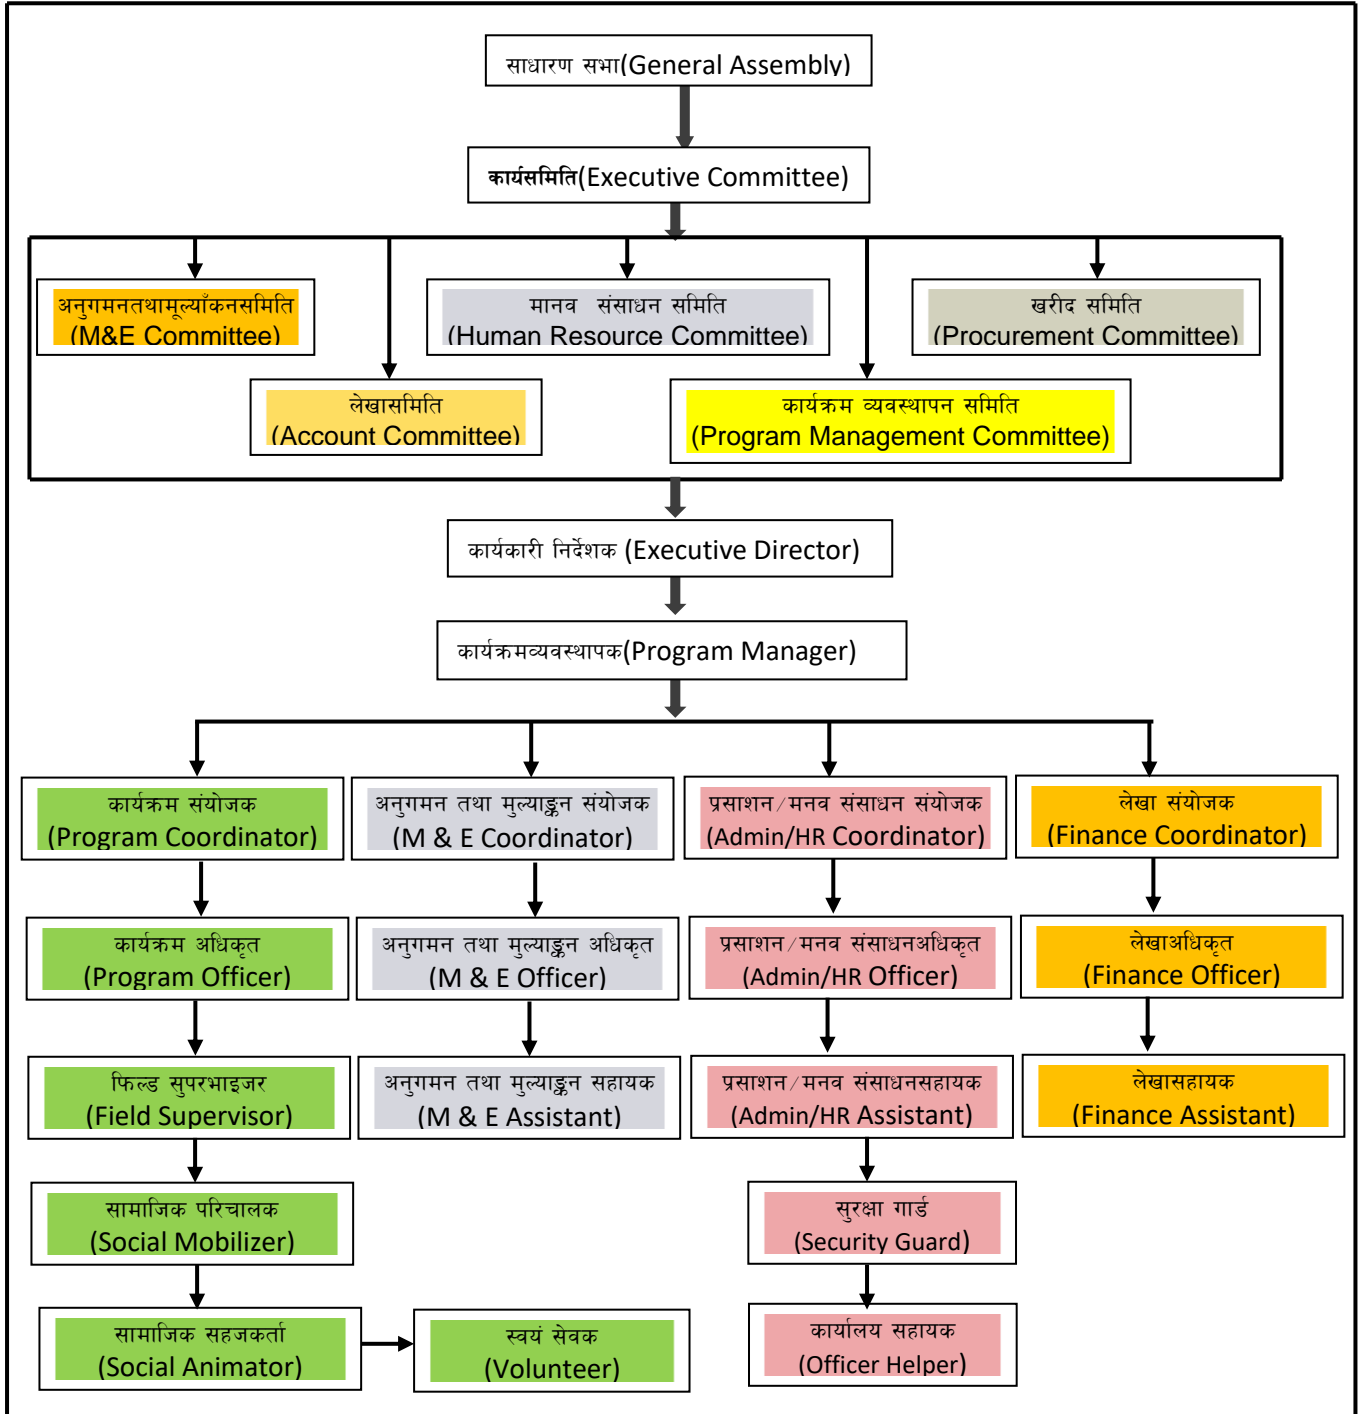 साधारण सभा(General Assembly)
कार्यसमिति(Executive Committee)
अनुगमनतथामूल्याँकनसमिति
(M&E Committee)
मानव संसाधन समिति
(Human Resource Committee)
खरीद समिति
(Procurement Committee)
लेखासमिति
(Account Committee)
कार्यक्रम व्यवस्थापन समिति
(Program Management Committee)
कार्यकारी निर्देशक (Executive Director)
कार्यक्रमव्यवस्थापक(Program Manager)
कार्यक्रम संयोजक
(Program Coordinator)
अनुगमन तथा मुल्याङ्कन संयोजक
(M & E Coordinator)
प्रसाशन/मनव संसाधन संयोजक
(Admin/HR Coordinator)
लेखा संयोजक
(Finance Coordinator)
कार्यक्रम अधिकृत
(Program Officer)
अनुगमन तथा मुल्याङ्कन अधिकृत
(M & E Officer)
प्रसाशन/मनव संसाधनअधिकृत
(Admin/HR Officer)
लेखाअधिकृत
(Finance Officer)
फिल्ड सुपरभाइजर
(Field Supervisor)
अनुगमन तथा मुल्याङ्कन सहायक
(M & E Assistant)
प्रसाशन/मनव संसाधनसहायक
(Admin/HR Assistant)
लेखासहायक
(Finance Assistant)
सामाजिक परिचालक
(Social Mobilizer)
सुरक्षा गार्ड
(Security Guard)
सामाजिक सहजकर्ता
(Social Animator)
स्वयं सेवक
(Volunteer)
कार्यालय सहायक
(Officer Helper)